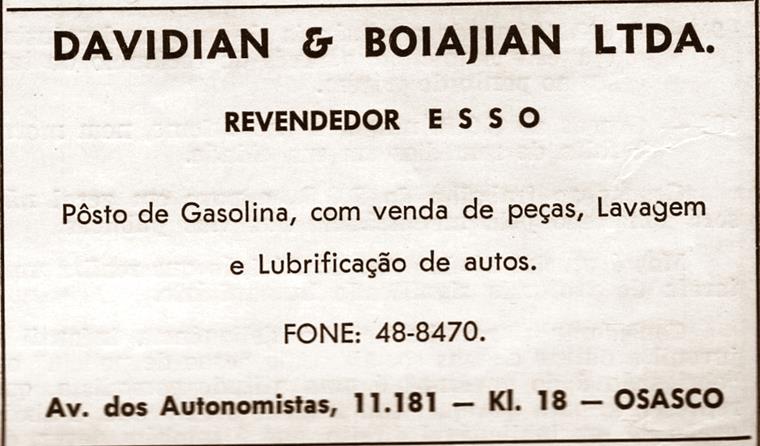 DAVIDIAN & BOIAJIAN LTDA.
REVENDEDOR ESSO
Pôsto de Gasolina, com venda de peças, Lavagem
e Lubrificação de autos.
FONE: 48-8470.
Av. dos Autonomistas, 11.181 — Kl. 18 — OSASCO